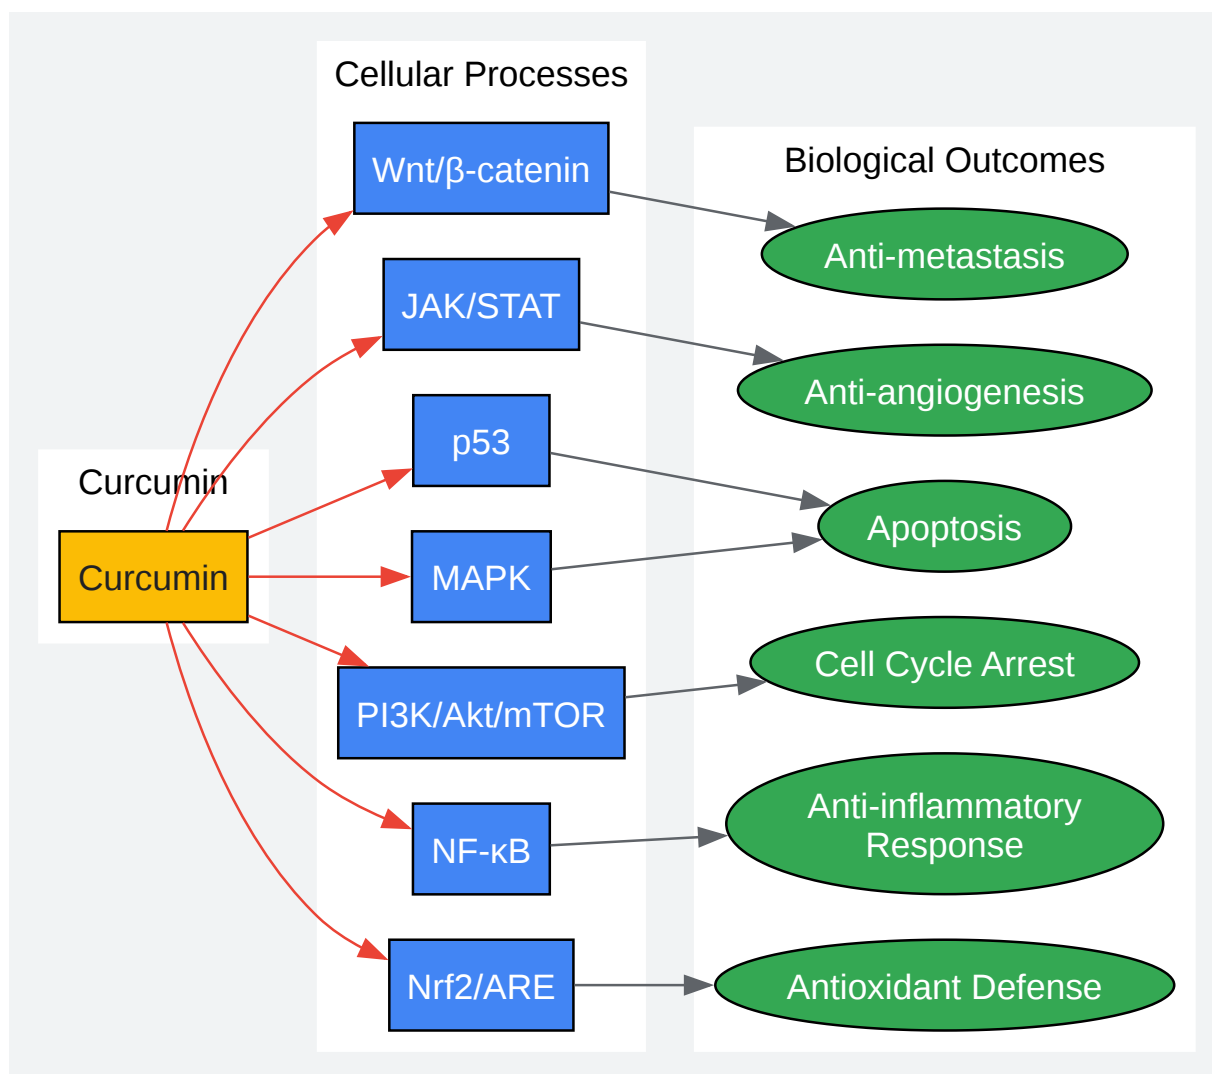 Cellular Processes
Wnt/β-catenin
JAK/STAT
p53
MAPK
PI3K/Akt/mTOR
NF-κB
Nrf2/ARE
Curcumin
Curcumin
Biological Outcomes
Anti-metastasis
Anti-angiogenesis
Apoptosis
Cell Cycle Arrest
Anti-inflammatory
Response
Antioxidant Defense